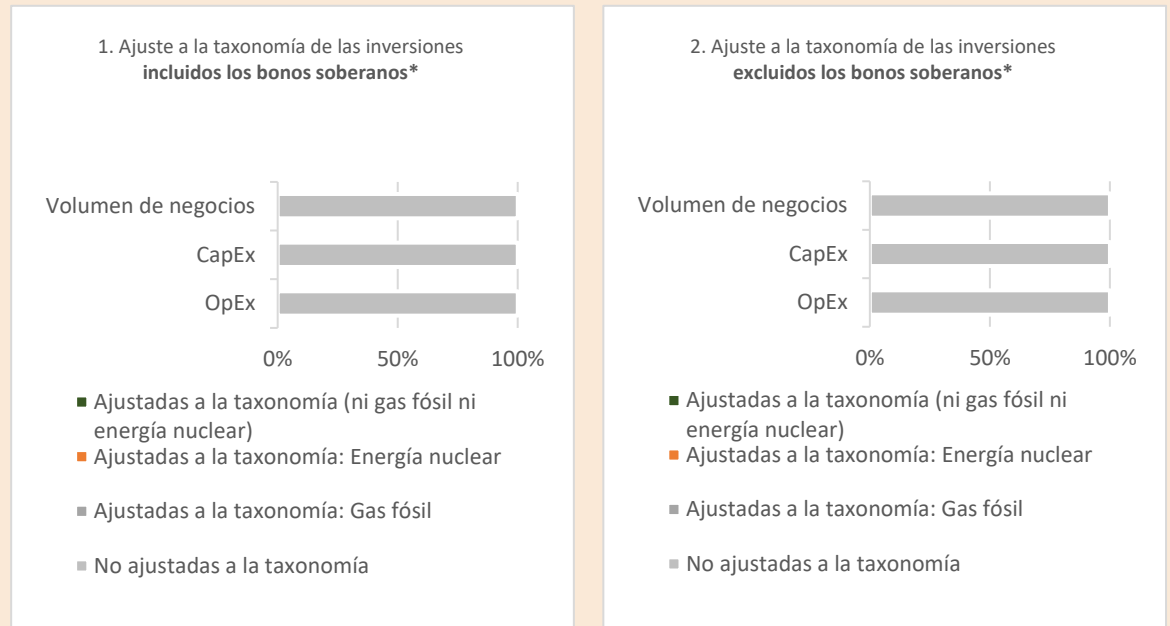 1. Ajuste a la taxonomía de las inversiones
incluidos los bonos soberanos*
Volumen de negocios
CapEx
OpEx
0% 50% 100%
Ajustadas a la taxonomía (ni gas fósil ni
energía nuclear)
Ajustadas a la taxonomía: Energía nuclear
Ajustadas a la taxonomía: Gas fósil
No ajustadas a la taxonomía
2. Ajuste a la taxonomía de las inversiones
excluidos los bonos soberanos*
Volumen de negocios
CapEx
OpEx
0% 50% 100%
Ajustadas a la taxonomía (ni gas fósil ni
energía nuclear)
Ajustadas a la taxonomía: Energía nuclear
Ajustadas a la taxonomía: Gas fósil
No ajustadas a la taxonomía